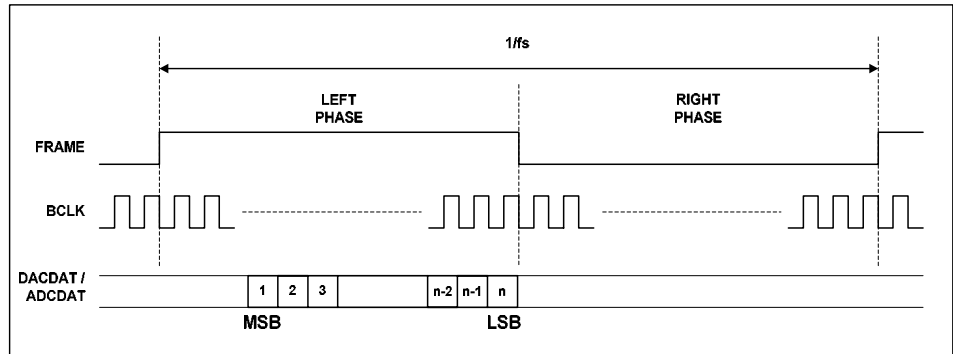 1/fs
LEFT
PHASE
RIGHT
PHASE
FRAME
BCLK
DACDAT /
ADCDAT
1 2 3 n-2 n-1 n
MSB LSB